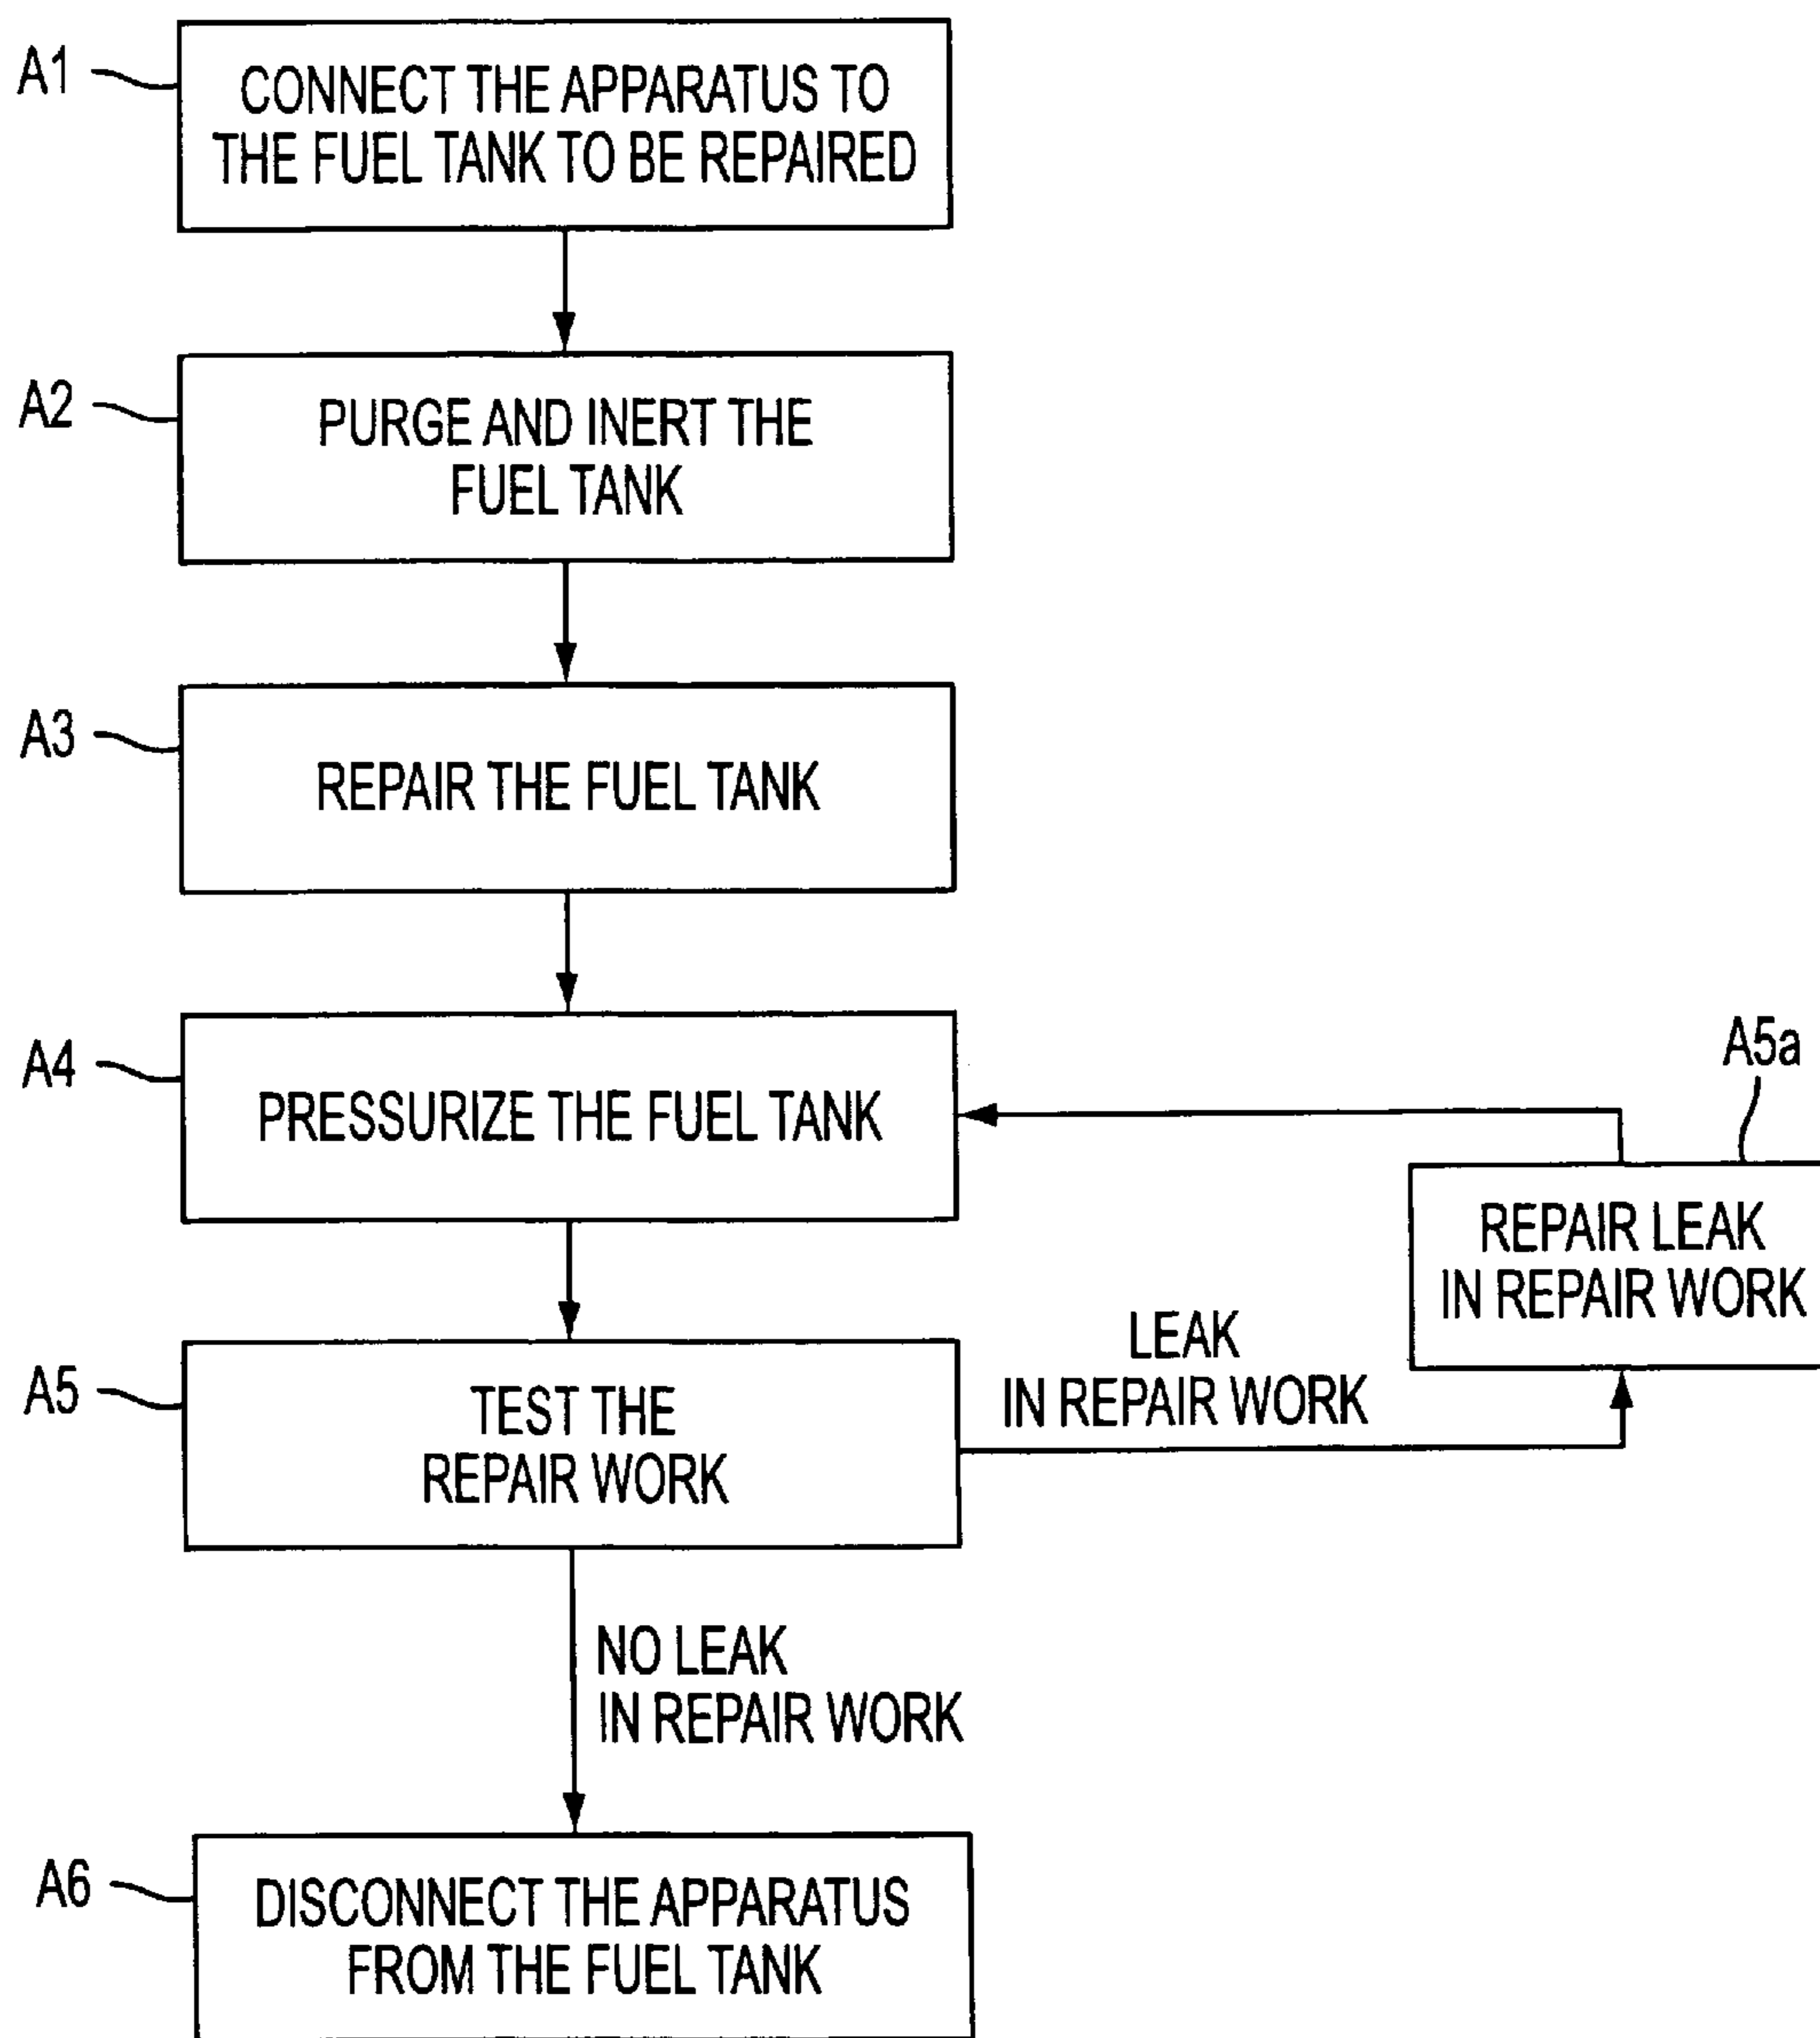 A1
CONNECT THE APPARATUS TO
THE FUEL TANK TO BE REPAIRED
A2
PURGE AND INERT THE
FUEL TANK
A3
REPAIR THE FUEL TANK
A4
PRESSURIZE THE FUEL TANK
A5a
REPAIR LEAK
IN REPAIR WORK
LEAK
IN REPAIR WORK
A5
TEST THE
REPAIR WORK
NO LEAK
IN REPAIR WORK
A6
DISCONNECT THE APPARATUS
FROM THE FUEL TANK